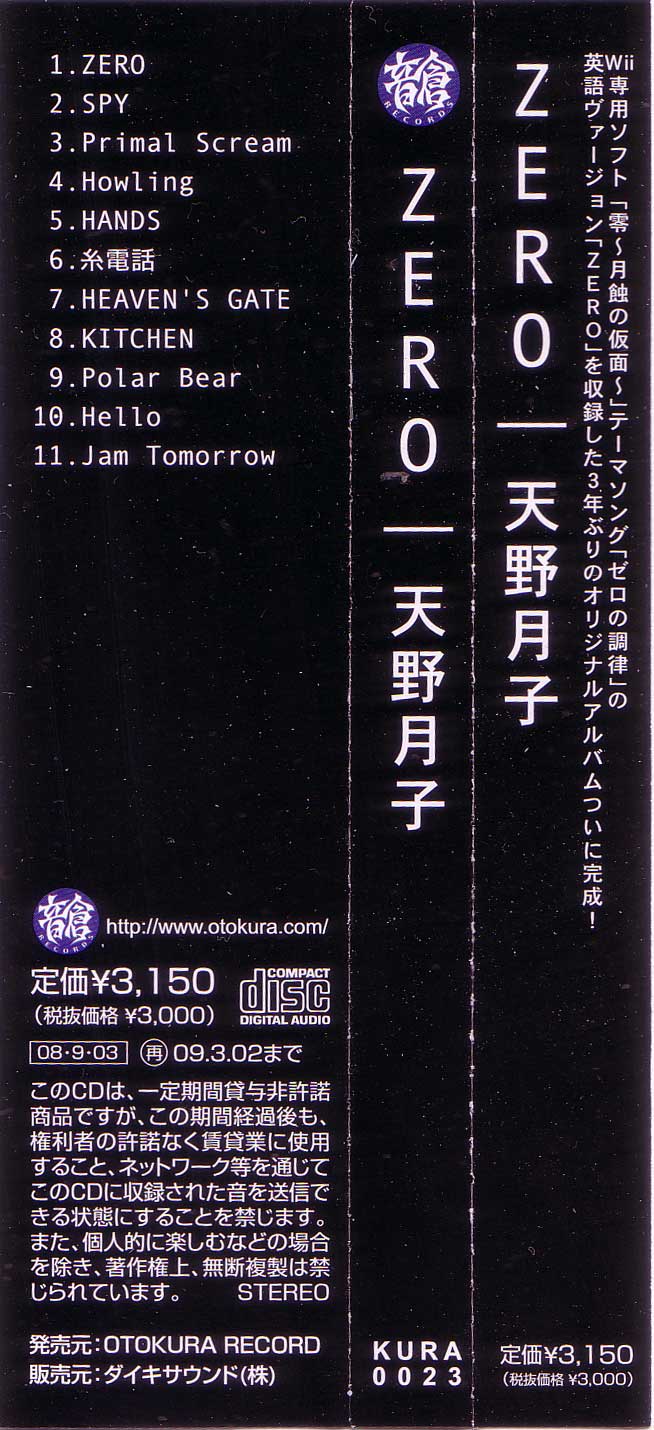 1.ZERO
2.SPY
3.Primal Scream
4.Howling
5.HANDS
6.糸電話
7.HEAVEN'S GATE
8.KITCHEN
9.Polar Bear
10.Hello
11.Jam Tomorrow
音倉
RECORDS
http://www.otokura.com/
定価¥3,150
(税抜価格 ¥3,000)
COMPACT
disc
DIGITAL AUDIO
08・9・03 再 09.3.02まで
このCDは、一定期間貸与非許諾
商品ですが、この期間経過後も、
権利者の許諾なく賃貸業に使用
すること、ネットワーク等を通じて
このCDに収録された音を送信で
きる状態にすることを禁じます。
また、個人的に楽しむなどの場合
を除き、著作権上、無断複製は禁
じられています。 STEREO
発売元:OTOKURA RECORD
販売元:ダイキサウンド(株)
音倉
RECORDS
ZERO|天野月子
KURA
0023
Wii専用ソフト「零〜月蝕の仮面〜」テーマソング「ゼロの調律」の
英語ヴァージョン「ZERO」を収録した3年ぶりのオリジナルアルバムついに完成!
ZERO|天野月子
定価¥3,150
(税抜価格 ¥3,000)